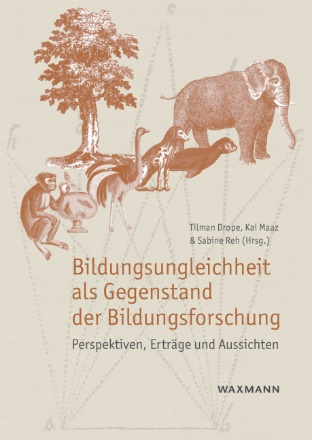 Tilman Drope, Kai Maaz
& Sabine Reh (Hrsg.)
Bildungsungleichheit
als Gegenstand
der Bildungsforschung
Perspektiven, Erträge und Aussichten
WAXMANN